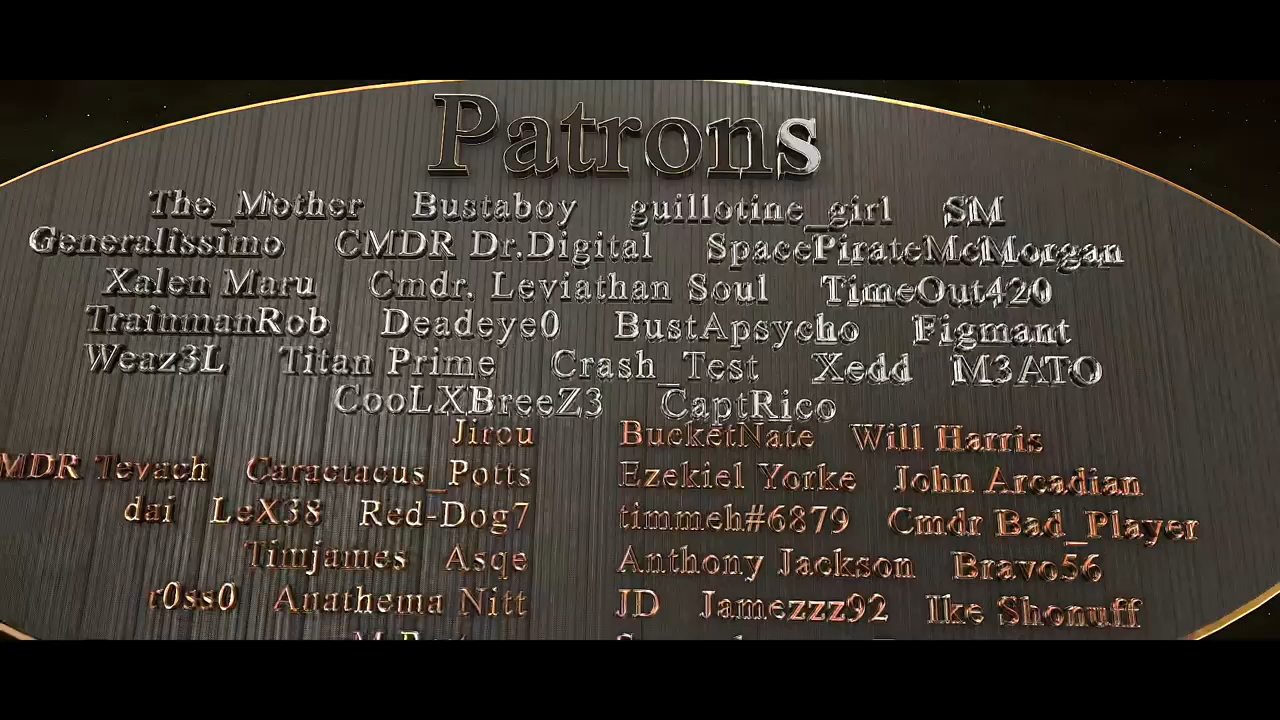 Patrons
The_Mother Bustaboy guillotine_girl SM
Generalissimo CMDR Dr.Digital SpacePirateMcMorgan
Xalen Maru Cmdr. Leviathan Soul TimeOut420
TraiumanRob Deadeye0 BustApsycho Figmant
Weaz3L Titan Prime Crash_Test Xedd M3ATO
CooLXBreeZ3 CaptRico
Jirou BucketNate Will Harris
MDR Tevach Caractacus_Potts Ezekiel Yorke John Arcadian
dai LeX38 Red-Dog7 timmeh#6879 Cmdr Bad_Player
Timjames Asqe Anthony Jackson Bravo56
r0ss0 Anathema Nitt JD Jamezzz92 Ike Shonuff